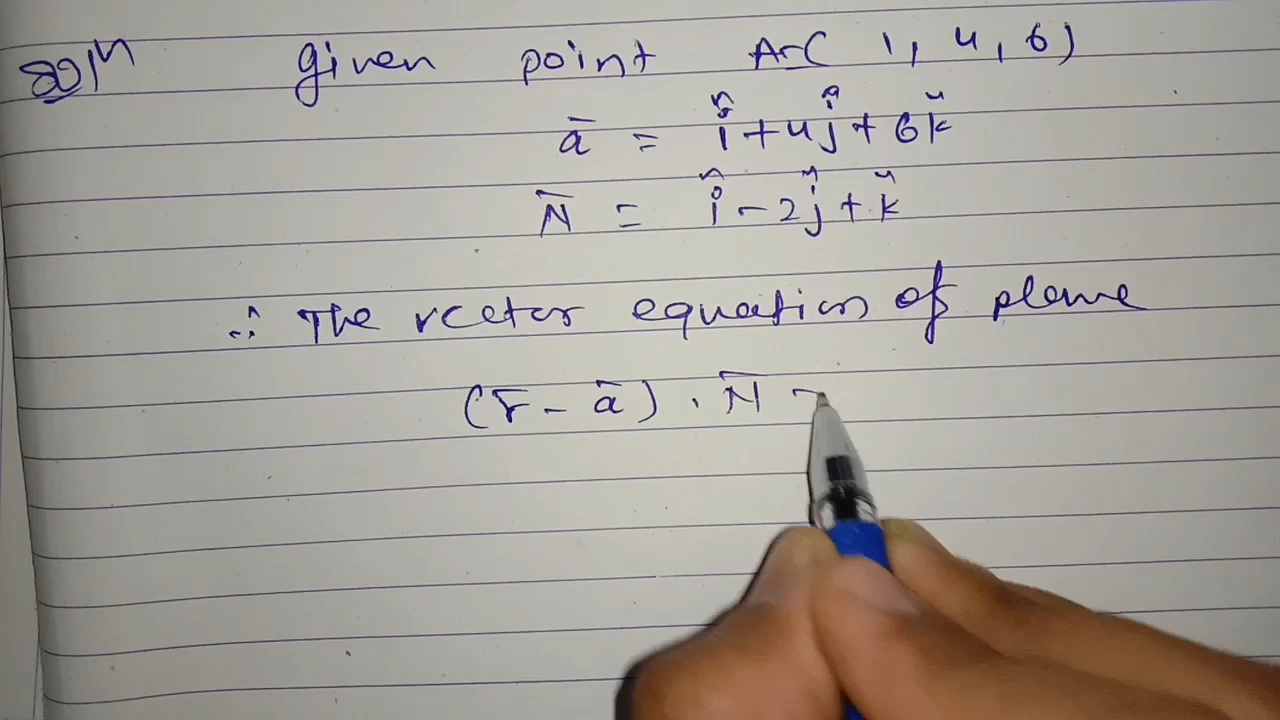 Soln given point A = ( 1, 4, 6 )
ā = î + 4ĵ + 6k̂
N̄ = î - 2ĵ + k̂
∴ The vector equation of plane
(r̄ - ā) . N̄ =